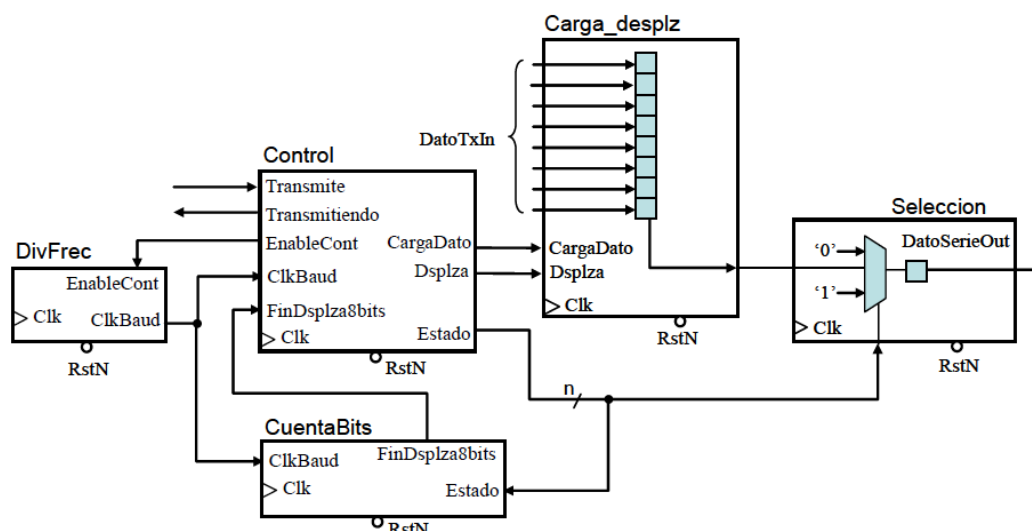 Carga_desplz
DatoTxIn
CargaDato
Dsplza
Clk
RstN
Control
Transmite
Transmitiendo
EnableCont
CargaDato
ClkBaud
Dsplza
FinDsplza8bits
Clk
Estado
RstN
DivFrec
EnableCont
Clk
ClkBaud
RstN
Seleccion
'0'
DatoSerieOut
'1'
Clk
RstN
n
CuentaBits
ClkBaud
FinDsplza8bits
Clk
Estado
RstN